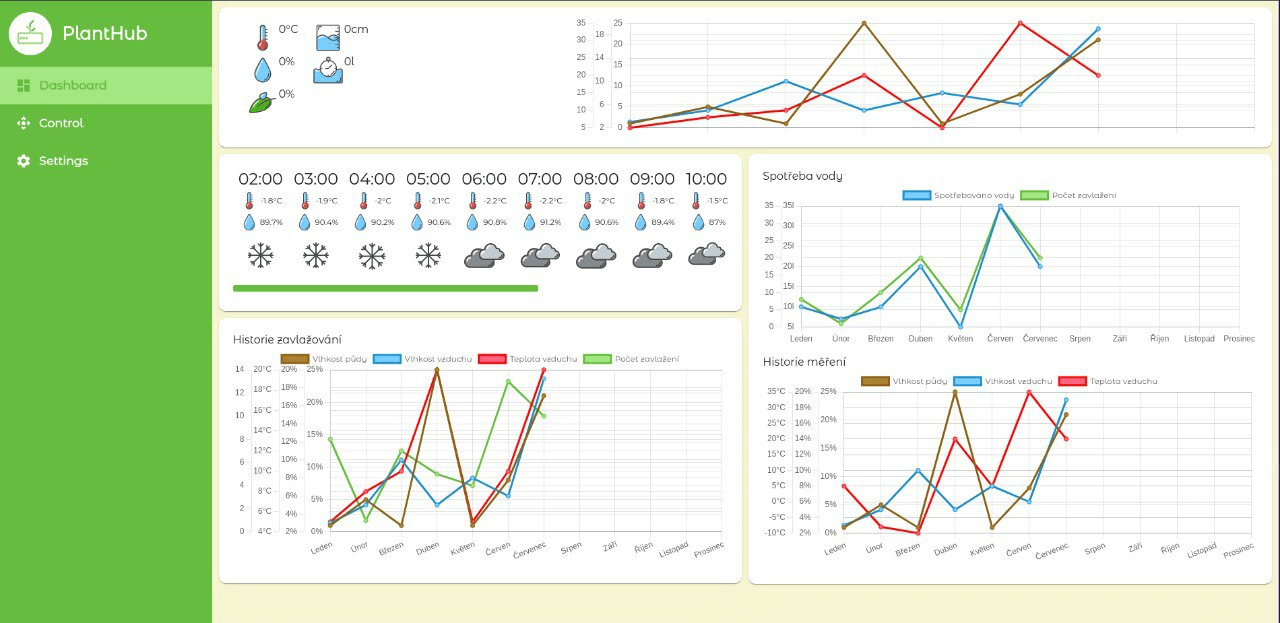 PlantHub
Dashboard
Control
Settings
0°C 0cm
0% 0l
0%
35 18 25
30 16 20
25 14
20 10 15
15 8 10
10 6 5
5 2 0
02:00 03:00 04:00 05:00 06:00 07:00 08:00 09:00 10:00
-1.8°C -1.9°C -2°C -2.1°C -2.2°C -2.2°C -2°C -1.8°C -1.5°C
89.7% 90.4% 90.2% 90.6% 90.8% 91.2% 90.6% 89.4% 87%
Spotřeba vody
Spotřebováno vody Počet zavlažení
35 35l
30 30l
25 25l
20 20l
15 15l
10 10l
0 5l
Leden Únor Březen Duben Květen Červen Červenec Srpen Září Říjen Listopad Prosinec
Historie zavlažování
Vlhkost půdy Vlhkost vzduchu Teplota vzduchu Počet zavlažení
14 20°C 20% 25%
12 18°C 18% 20%
10 16°C 16%
14°C 14% 15%
8 12°C 12%
6 10°C 10% 10%
4 8°C 8%
2 6°C 6% 5%
0 4°C 2% 0%
Leden Únor Březen Duben Květen Červen Červenec Srpen Září Říjen Listopad Prosinec
Historie měření
Vlhkost půdy Vlhkost vzduchu Teplota vzduchu
35°C 20% 25%
30°C 18% 20%
25°C 16%
20°C 14% 15%
15°C 12%
10°C 10% 10%
5°C 8%
0°C 6% 5%
-5°C 4%
-10°C 2% 0%
Leden Únor Březen Duben Květen Červen Červenec Srpen Září Říjen Listopad Prosinec